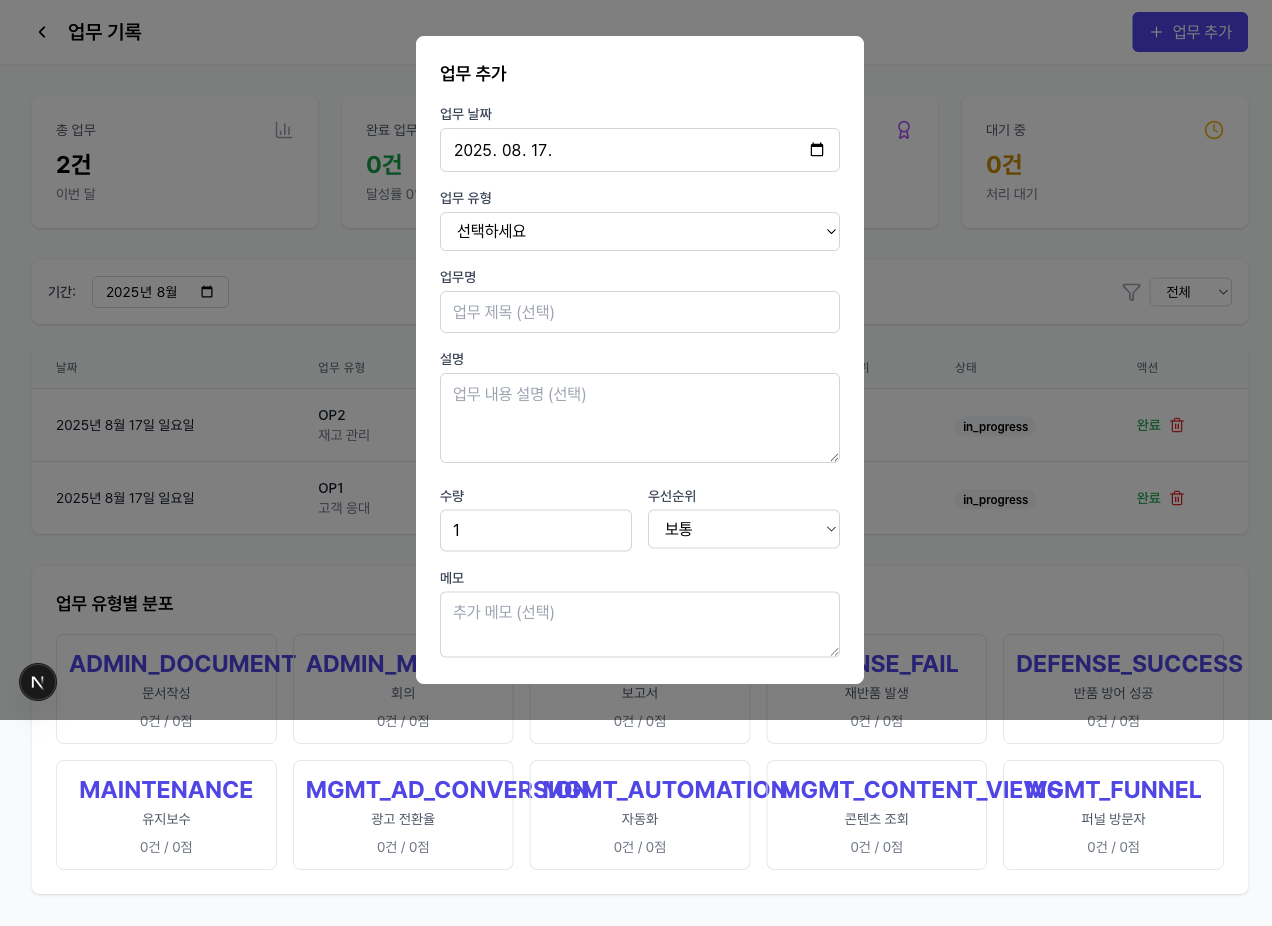 업무 기록
업무 추가
총 업무
2건
이번 달
완료 업무
0건
달성률
대기 중
0건
처리 대기
업무 추가
업무 날짜
2025. 08. 17.
업무 유형
선택하세요
업무명
업무 제목 (선택)
설명
업무 내용 설명 (선택)
수량
1
우선순위
보통
메모
추가 메모 (선택)
기간:
2025년 8월
전체
날짜
업무 유형
상태
액션
2025년 8월 17일 일요일
OP2
재고 관리
in_progress
완료
2025년 8월 17일 일요일
OP1
고객 응대
in_progress
완료
업무 유형별 분포
ADMIN_DOCUMENT
문서작성
0건 / 0점
회의
0건 / 0점
보고서
0건 / 0점
재반품 발생
0건 / 0점
DEFENSE_SUCCESS
반품 방어 성공
0건 / 0점
MAINTENANCE
유지보수
0건 / 0점
MGMT_AD_CONVERSION
광고 전환율
0건 / 0점
MGMT_AUTOMATION
자동화
0건 / 0점
MGMT_CONTENT_VIEWS
콘텐츠 조회
0건 / 0점
MGMT_FUNNEL
퍼널 방문자
0건 / 0점